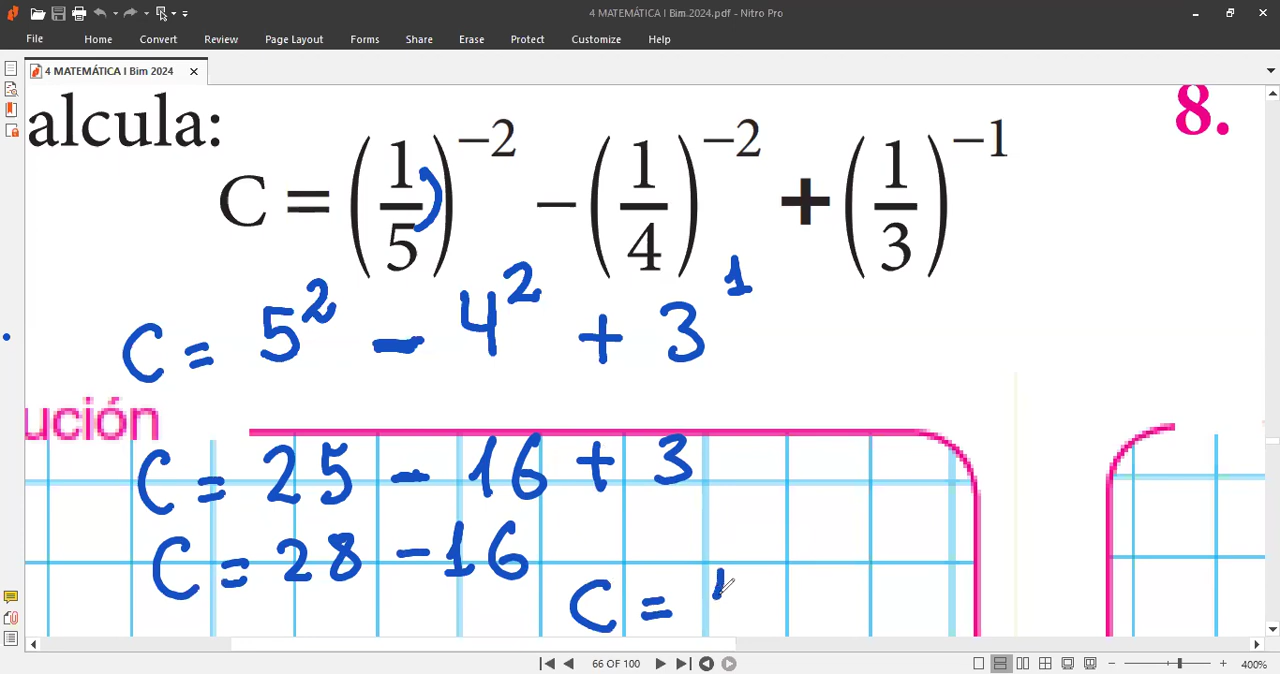 4 MATEMÁTICA I Bim.2024.pdf - Nitro Pro
File Home Convert Review Page Layout Forms Share Erase Protect Customize Help
4 MATEMÁTICA I Bim 2024
alcula:
8.
C = (1/5)^-2 - (1/4)^-2 + (1/3)^-1
C = 5^2 - 4^2 + 3^1
ución
C = 25 - 16 + 3
C = 28 - 16
C =
66 OF 100
400%